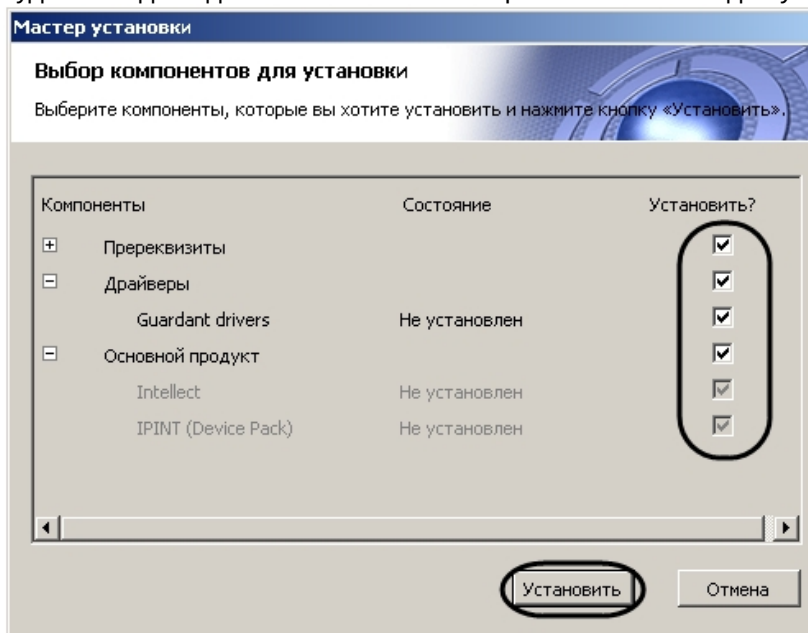 Мастер установки
Выбор компонентов для установки
Выберите компоненты, которые вы хотите установить и нажмите кнопку «Установить».
Компоненты Состояние Установить?
Пререквизиты
Драйверы
Guardant drivers Не установлен
Основной продукт
Intellect Не установлен
IPINT (Device Pack) Не установлен
Установить Отмена